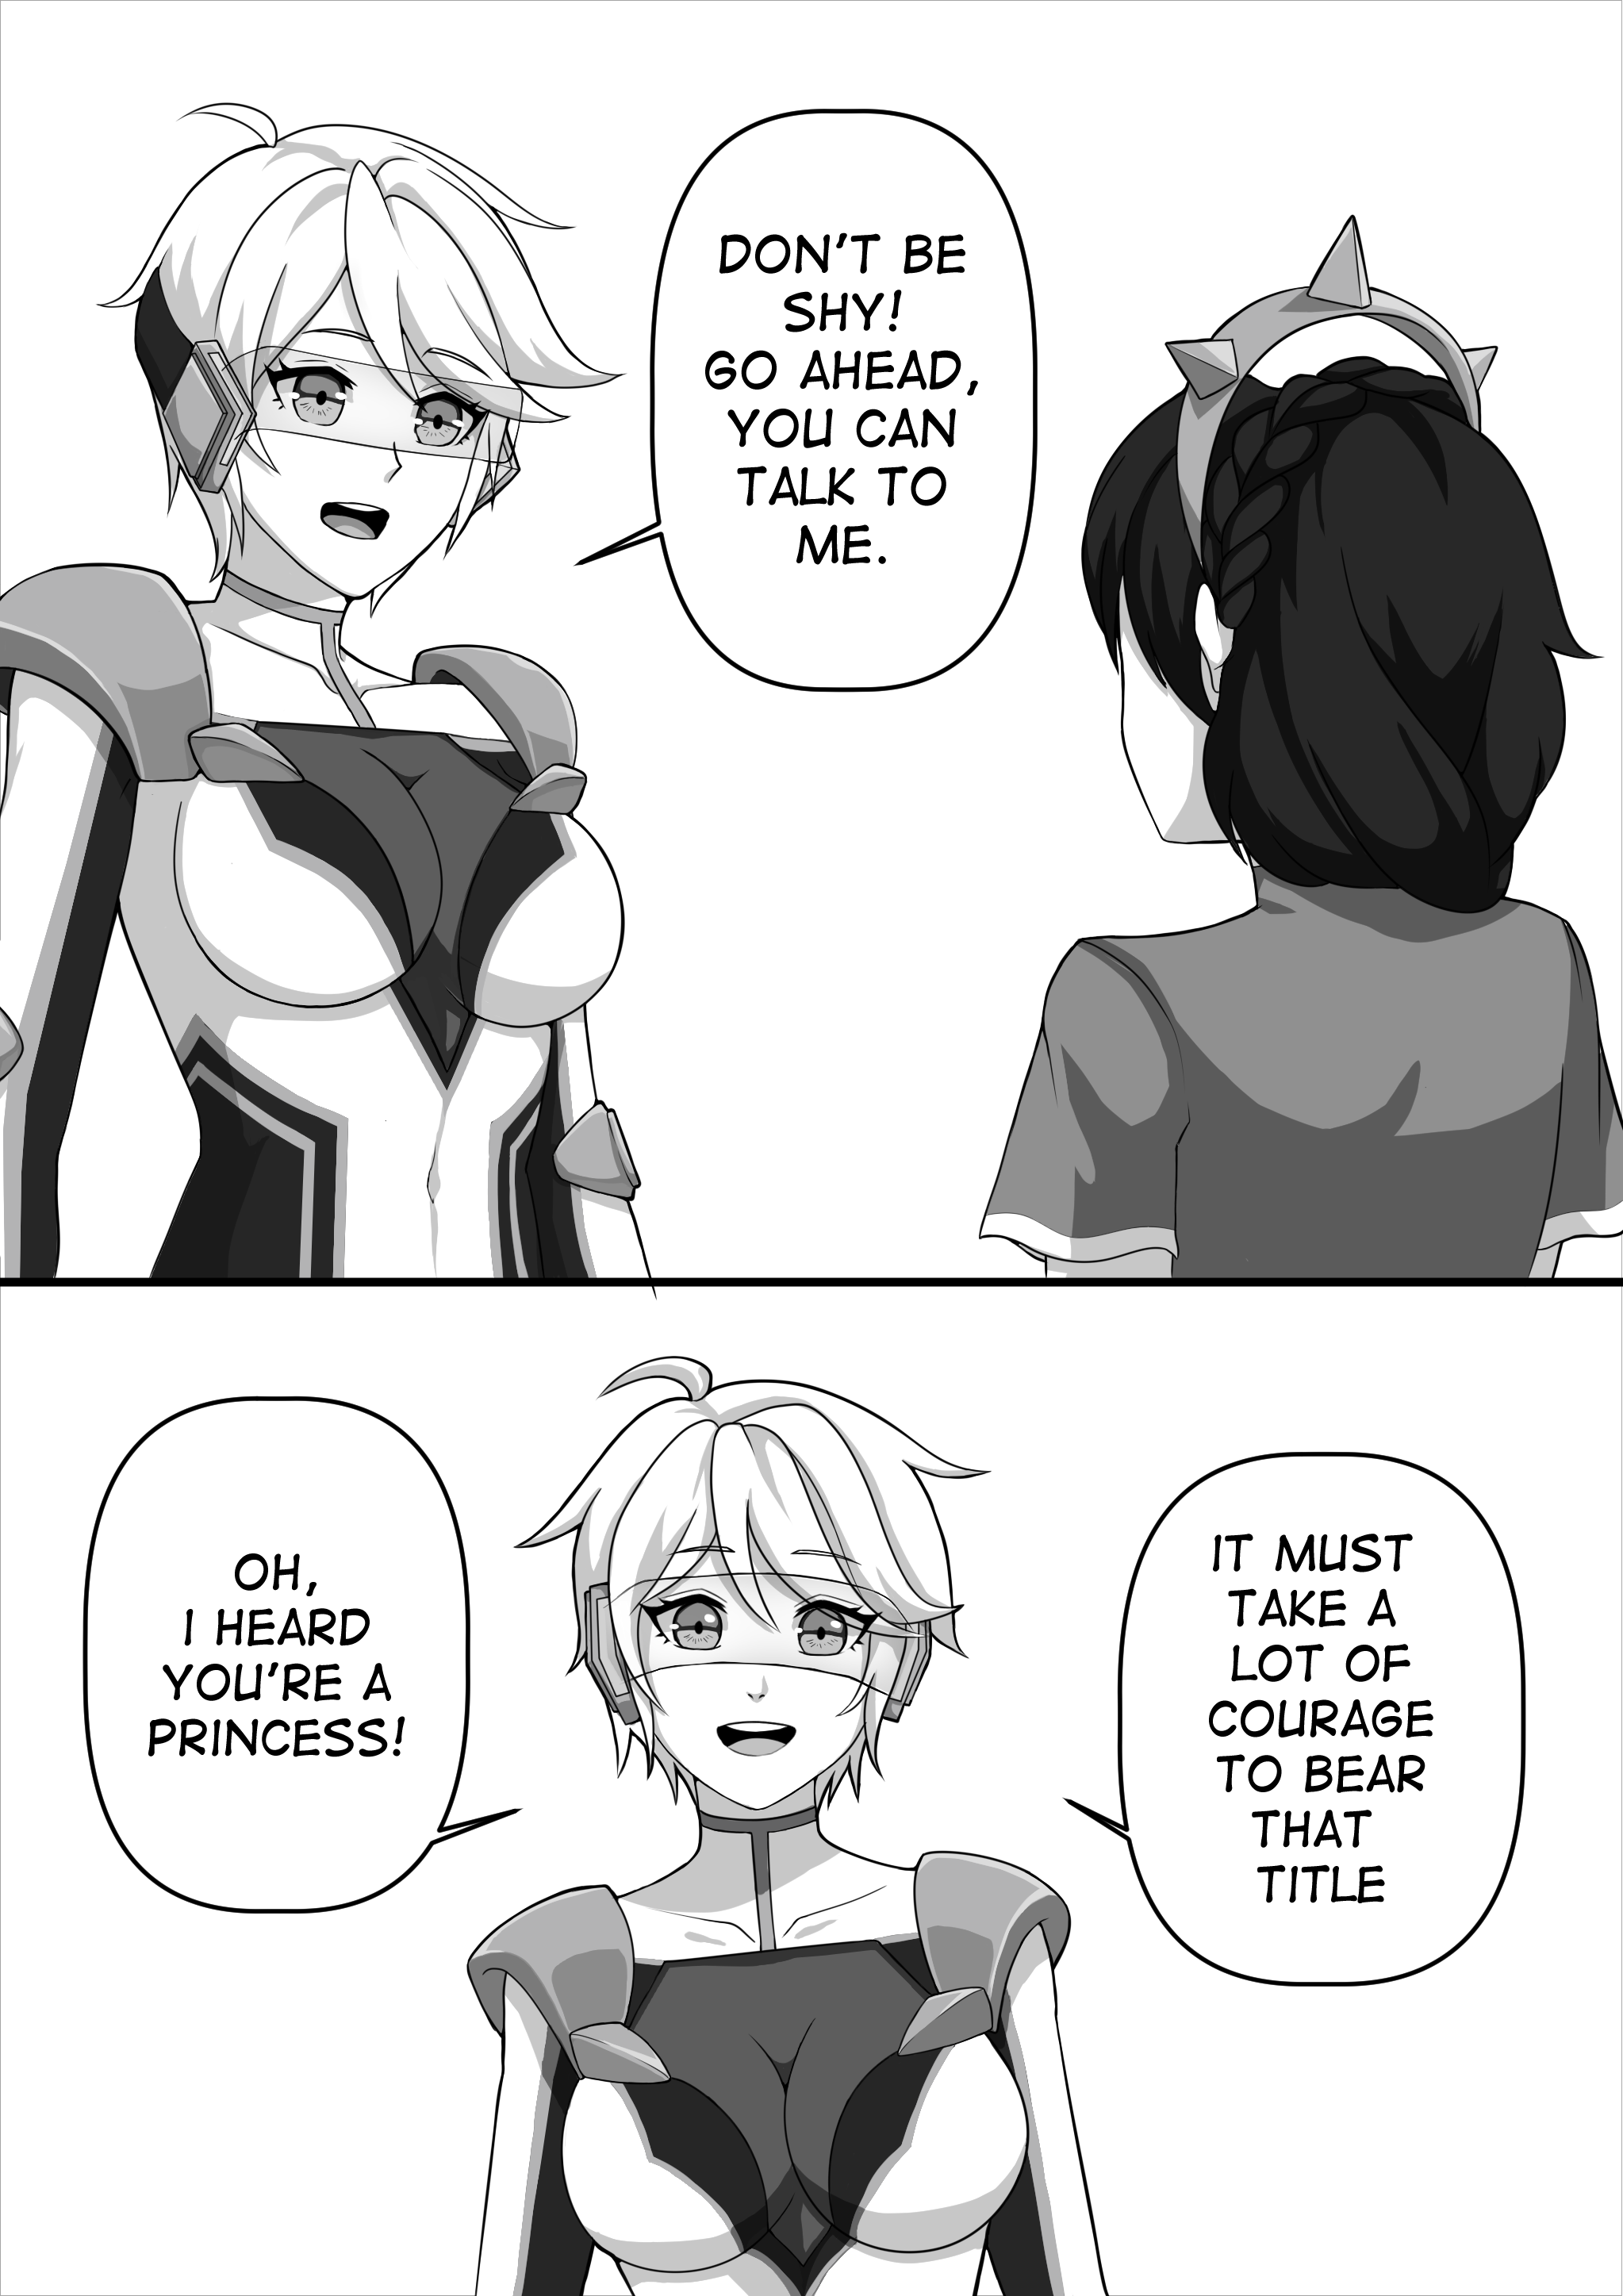 DON'T BE
SHY!
GO AHEAD,
YOU CAN
TALK TO
ME.
OH,
I HEARD
YOU'RE A
PRINCESS!
IT MUST
TAKE A
LOT OF
COURAGE
TO BEAR
THAT
TITLE